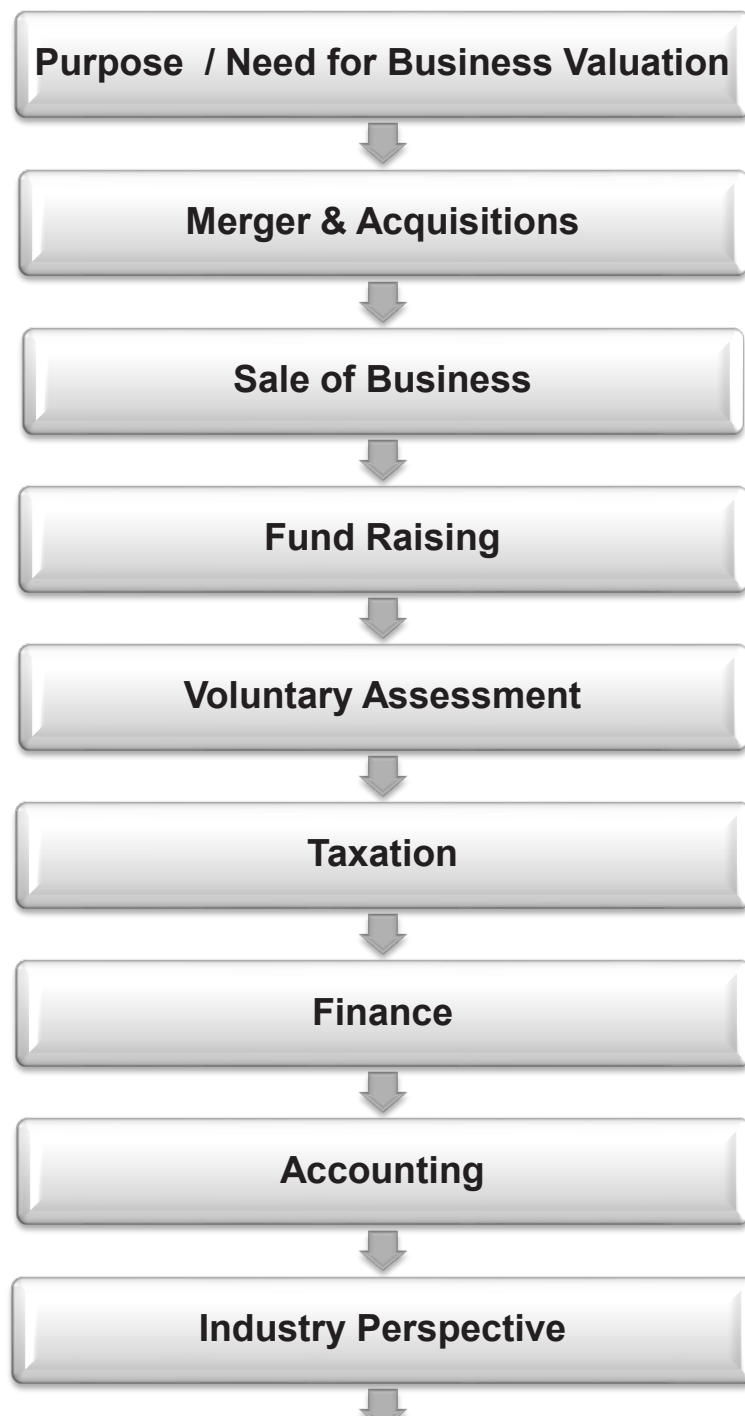 Purpose / Need for Business Valuation
Merger & Acquisitions
Sale of Business
Fund Raising
Voluntary Assessment
Taxation
Finance
Accounting
Industry Perspective